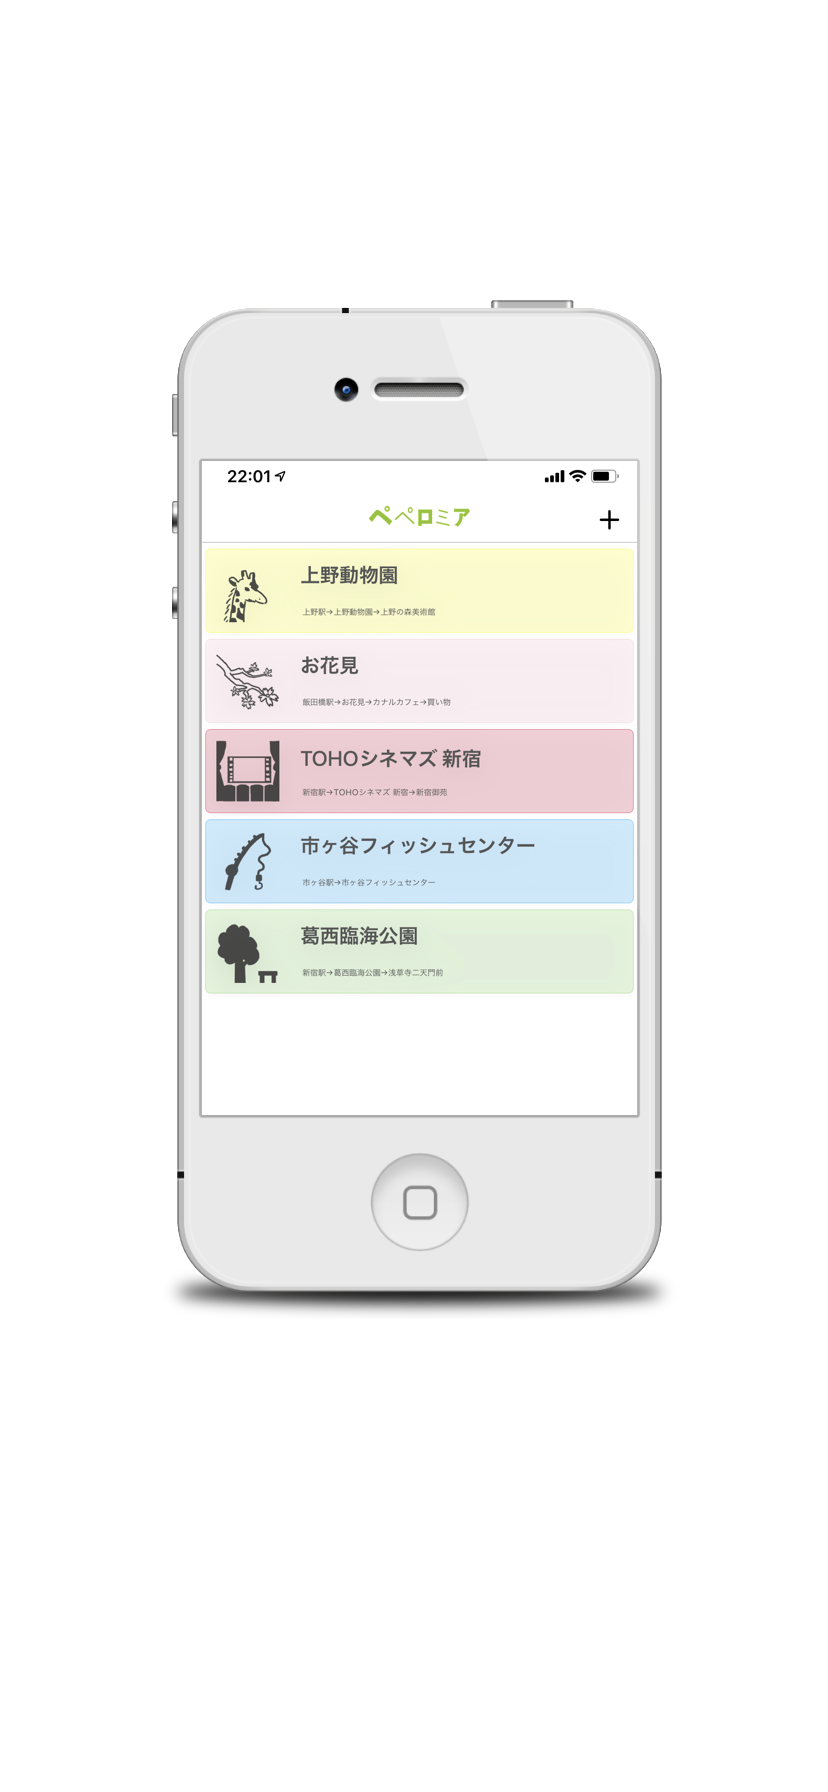 22:01
ペペロミア
上野動物園
上野駅→上野動物園→上野の森美術館
お花見
飯田橋駅→お花見→カナルカフェ→買い物
TOHOシネマズ 新宿
新宿駅→TOHOシネマズ 新宿→新宿御苑
市ヶ谷フィッシュセンター
市ヶ谷駅→市ヶ谷フィッシュセンター
葛西臨海公園
新宿駅→葛西臨海公園→浅草寺二天門前